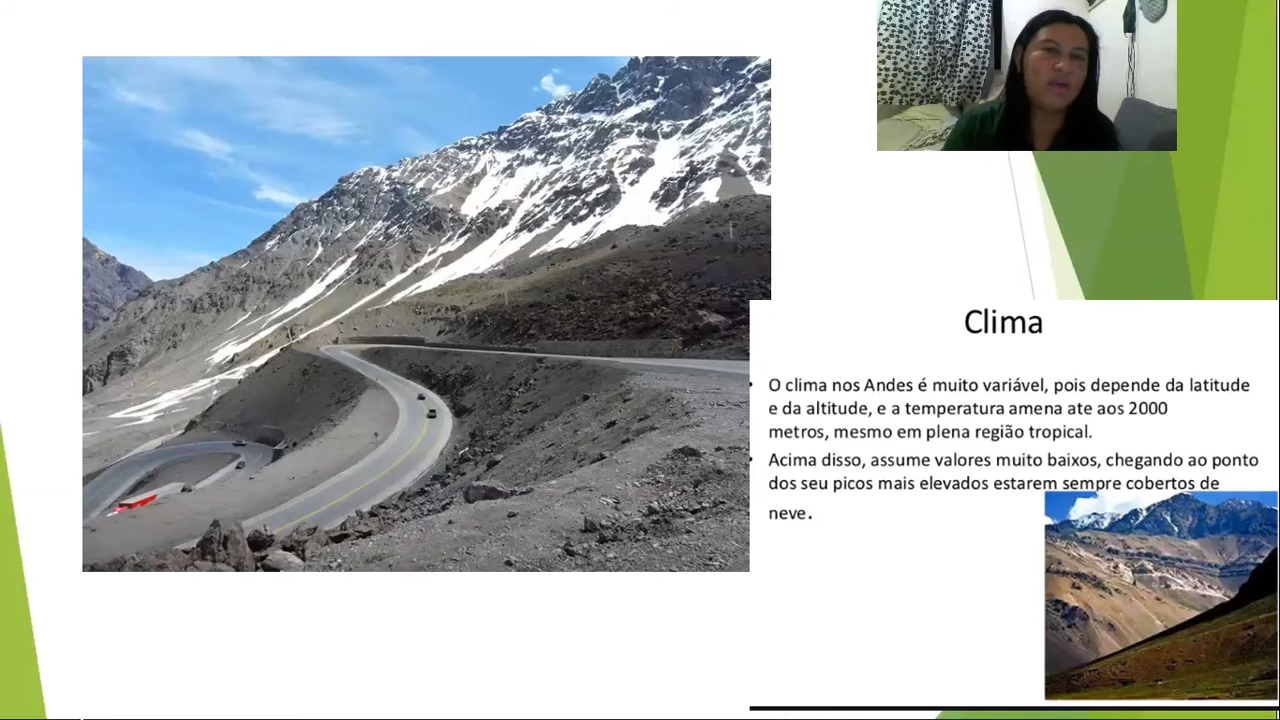 Clima
• O clima nos Andes é muito variável, pois depende da latitude
e da altitude, e a temperatura amena ate aos 2000
metros, mesmo em plena região tropical.
• Acima disso, assume valores muito baixos, chegando ao ponto
dos seu picos mais elevados estarem sempre cobertos de
neve.